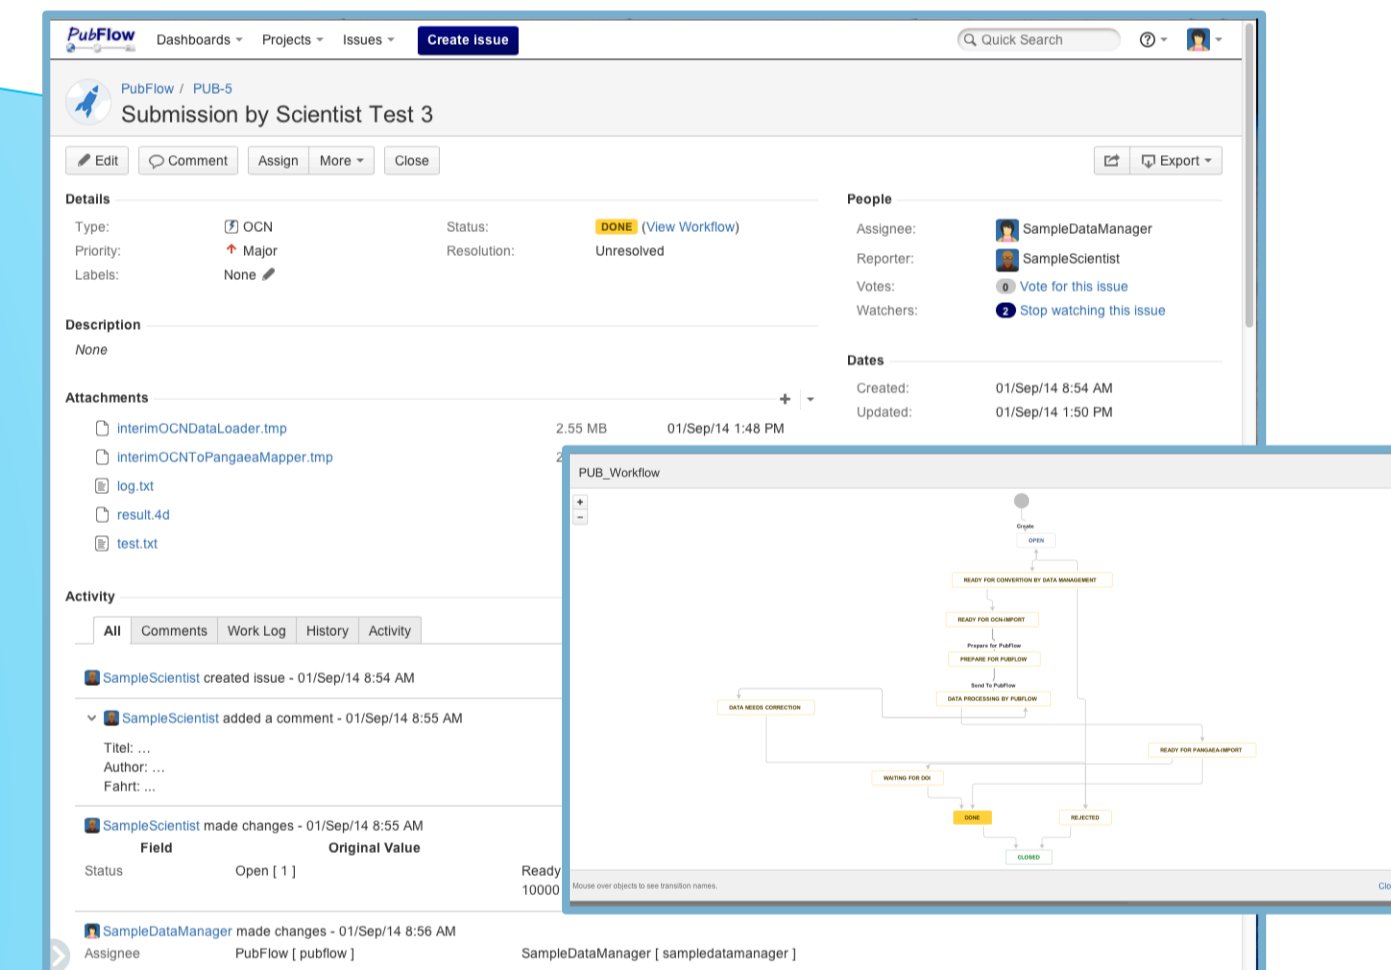 PubFlow Dashboards Projects Issues Create issue Quick Search
PubFlow / PUB-5
Submission by Scientist Test 3
Edit Comment Assign More Close Export
Details
Type: OCN Status: DONE (View Workflow)
Priority: Major Resolution: Unresolved
Labels: None
People
Assignee: SampleDataManager
Reporter: SampleScientist
Votes: 0 Vote for this issue
Watchers: 2 Stop watching this issue
Description
None
Dates
Created: 01/Sep/14 8:54 AM
Updated: 01/Sep/14 1:50 PM
Attachments
interimOCNDataLoader.tmp 2.55 MB 01/Sep/14 1:48 PM
interimOCNToPangaeaMapper.tmp
log.txt
result.4d
test.txt
Activity
All Comments Work Log History Activity
SampleScientist created issue - 01/Sep/14 8:54 AM
SampleScientist added a comment - 01/Sep/14 8:55 AM
Titel: ...
Author: ...
Fahrt: ...
SampleScientist made changes - 01/Sep/14 8:55 AM
Field Original Value
Status Open [ 1 ] Ready
10000
SampleDataManager made changes - 01/Sep/14 8:56 AM
Assignee PubFlow [ pubflow ] SampleDataManager [ sampledatamanager ]
PUB_Workflow
+
−
Create
OPEN
READY FOR CONVERTION BY DATA MANAGEMENT
READY FOR OCN-IMPORT
Prepare for PubFlow
PREPARE FOR PUBFLOW
Send To PubFlow
DATA PROCESSING BY PUBFLOW
DATA NEEDS CORRECTION
READY FOR PANGAEA-IMPORT
WAITING FOR DOI
DONE
REJECTED
CLOSED
Mouse over objects to see transition names.
Clo